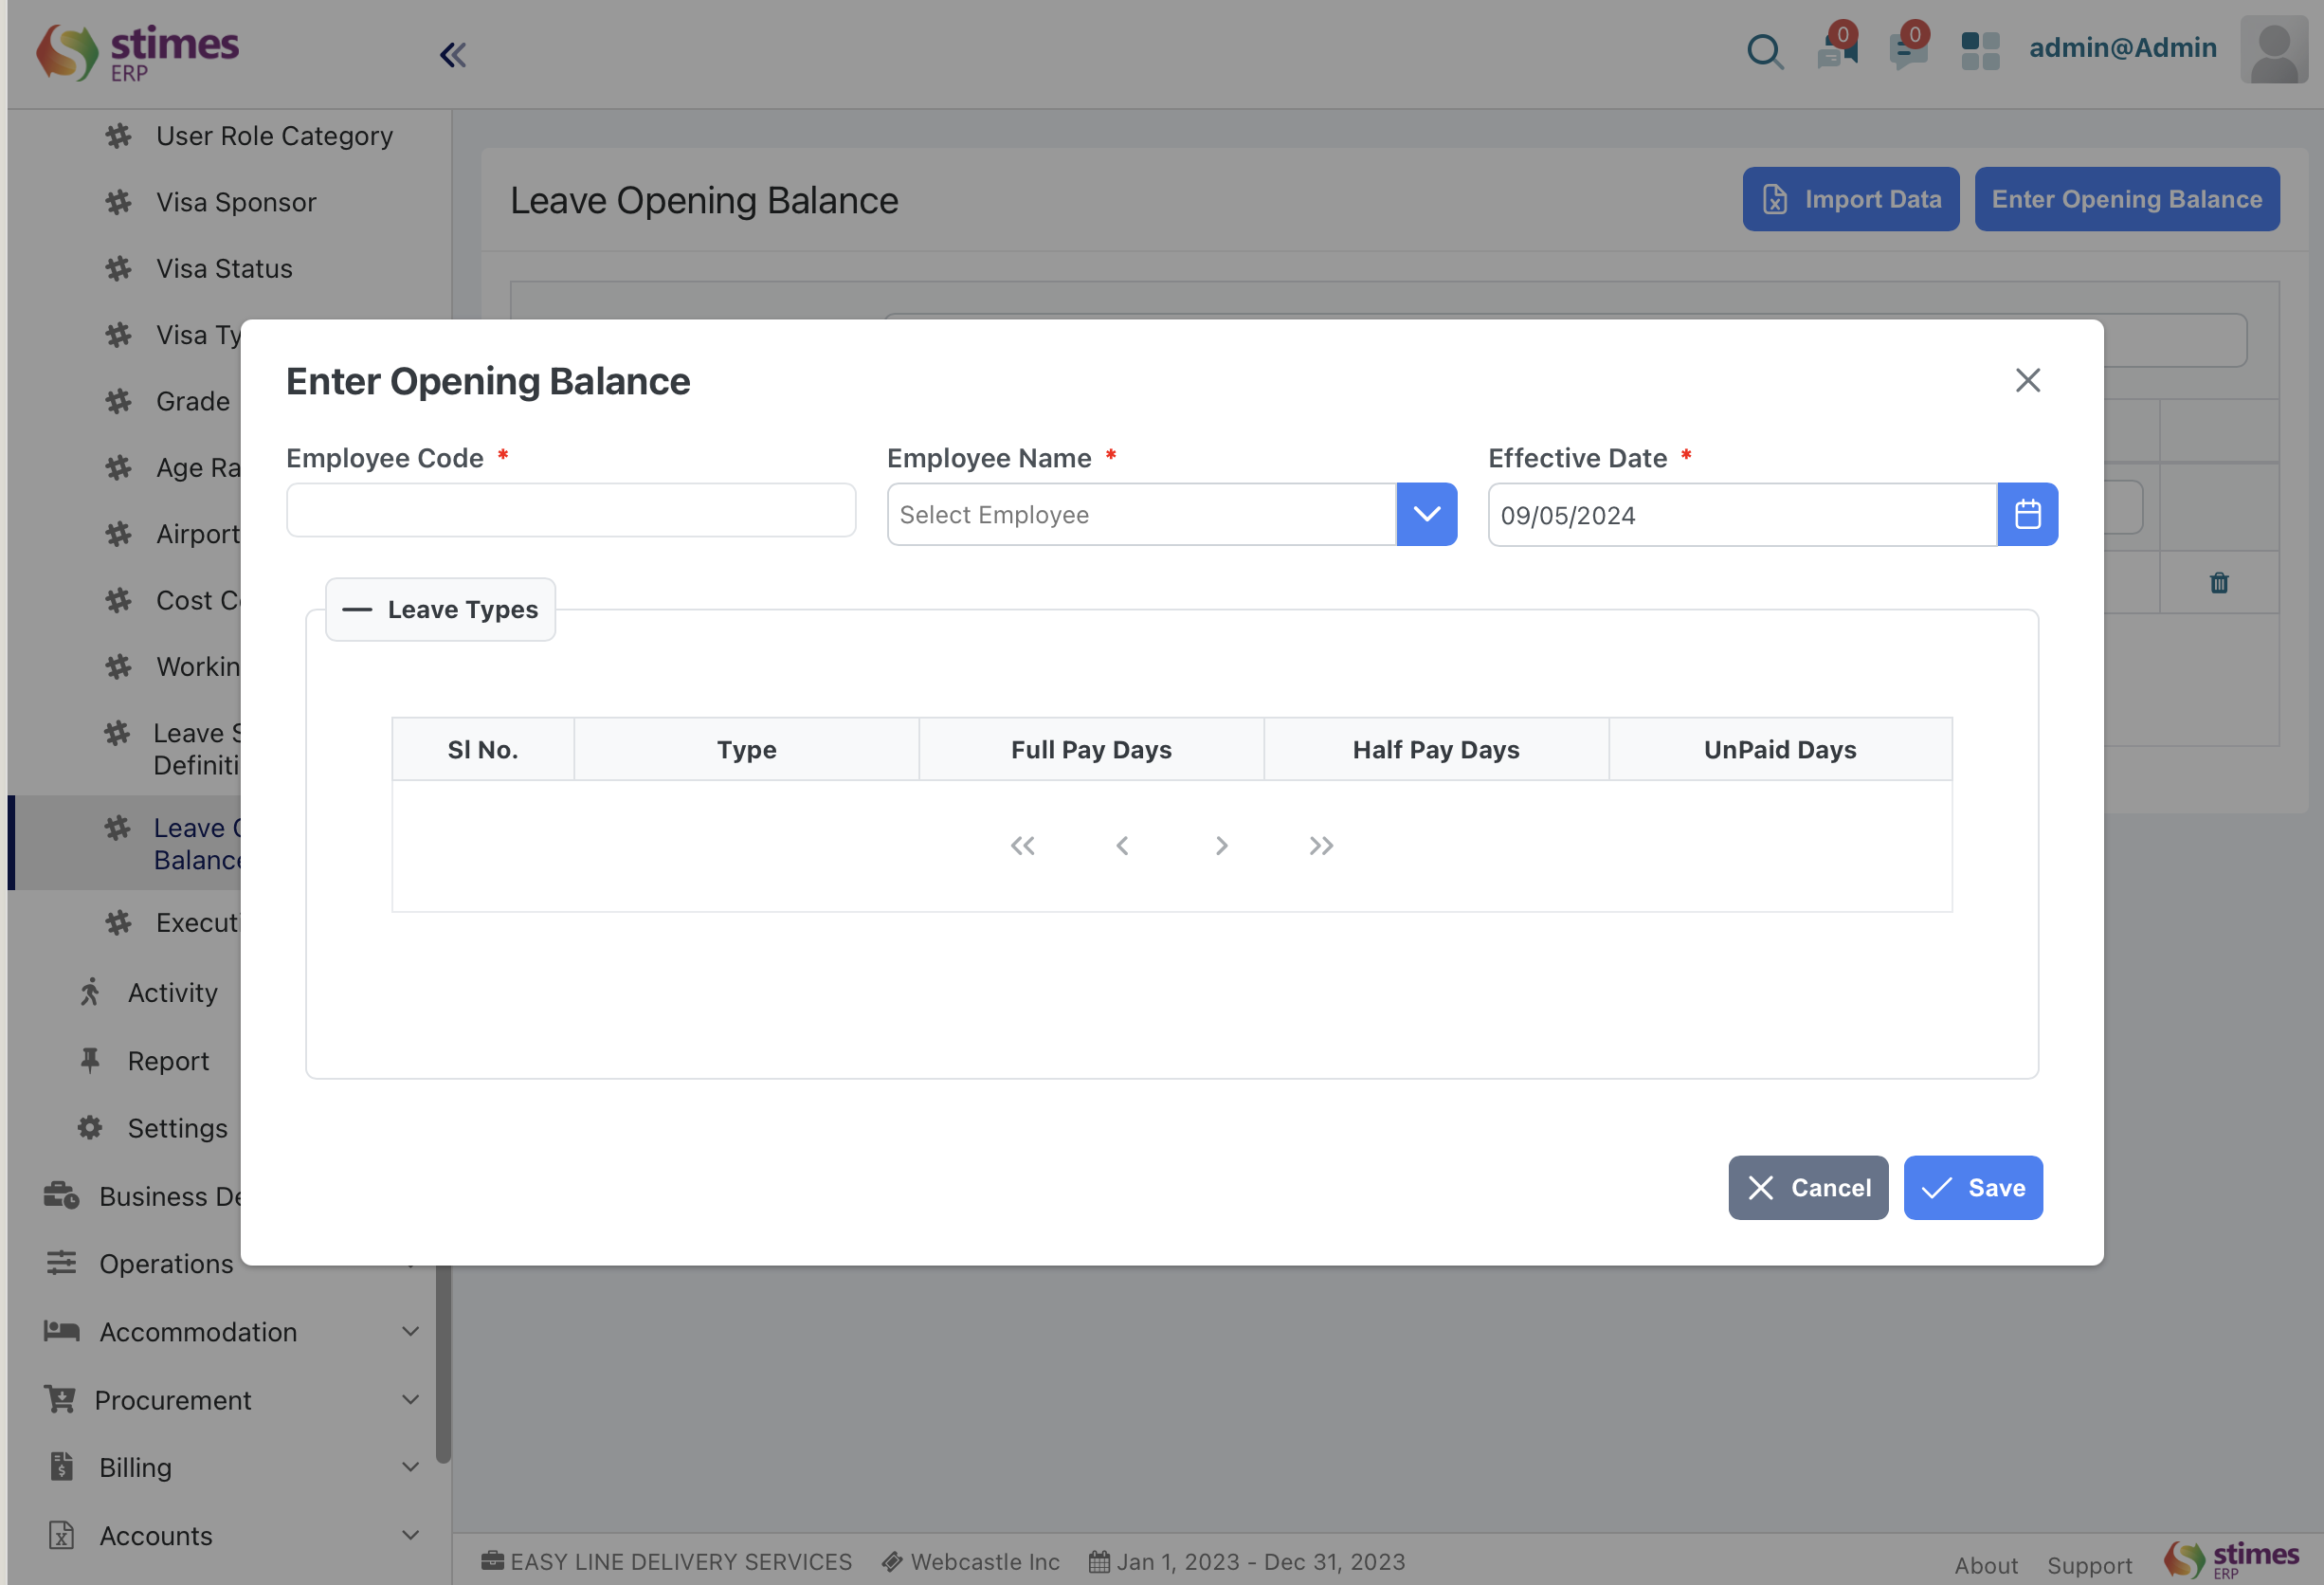 stimes
ERP
0
0
admin@Admin
User Role Category
Visa Sponsor
Visa Status
Visa Ty
Grade
Age Ra
Airport
Cost C
Workin
Leave S
Definiti
Leave O
Balance
Executi
Activity
Report
Settings
Business De
Operations
Accommodation
Procurement
Billing
Accounts
Leave Opening Balance
Import Data
Enter Opening Balance
Enter Opening Balance
Employee Code *
Employee Name *
Effective Date *
Select Employee
09/05/2024
Leave Types
Sl No.
Type
Full Pay Days
Half Pay Days
UnPaid Days
Cancel
Save
EASY LINE DELIVERY SERVICES
Webcastle Inc
Jan 1, 2023 - Dec 31, 2023
About
Support
stimes
ERP